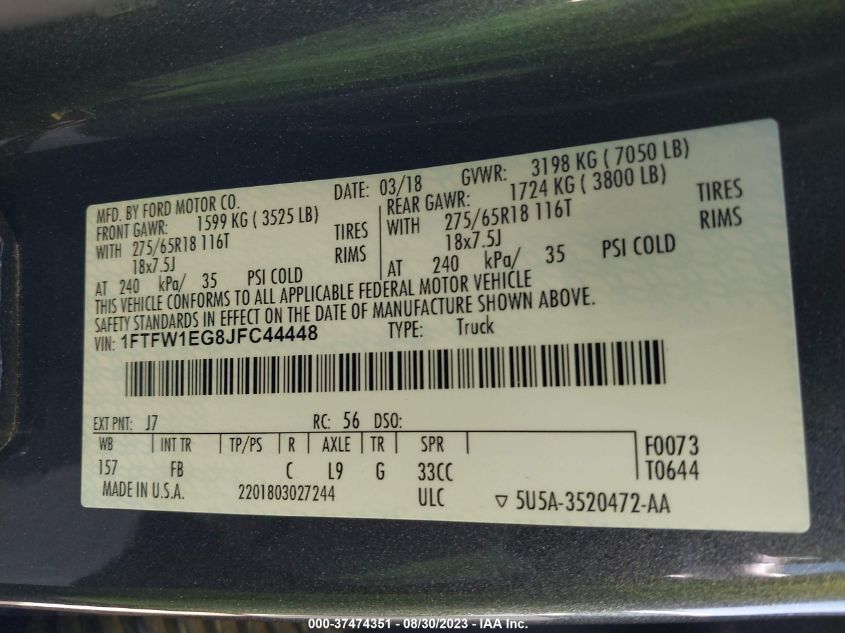 MFD. BY FORD MOTOR CO. DATE: 03/18 GVWR: 3198 KG ( 7050 LB)
FRONT GAWR: 1599 KG ( 3525 LB)
WITH 275/65R18 116T TIRES
18x7.5J RIMS
AT 240 kPa/ 35 PSI COLD
REAR GAWR: 1724 KG ( 3800 LB)
WITH 275/65R18 116T TIRES
18x7.5J RIMS
AT 240 kPa/ 35 PSI COLD
THIS VEHICLE CONFORMS TO ALL APPLICABLE FEDERAL MOTOR VEHICLE
SAFETY STANDARDS IN EFFECT ON THE DATE OF MANUFACTURE SHOWN ABOVE.
VIN: 1FTFW1EG8JFC44448 TYPE: Truck
EXT PNT: J7 RC: 56 DSO:
WB INT TR TP/PS R AXLE TR SPR F0073
157 FB C L9 G 33CC T0644
MADE IN U.S.A. 2201803027244 ULC ▽ 5U5A-3520472-AA
000-37474351 - 08/30/2023 - IAA Inc.